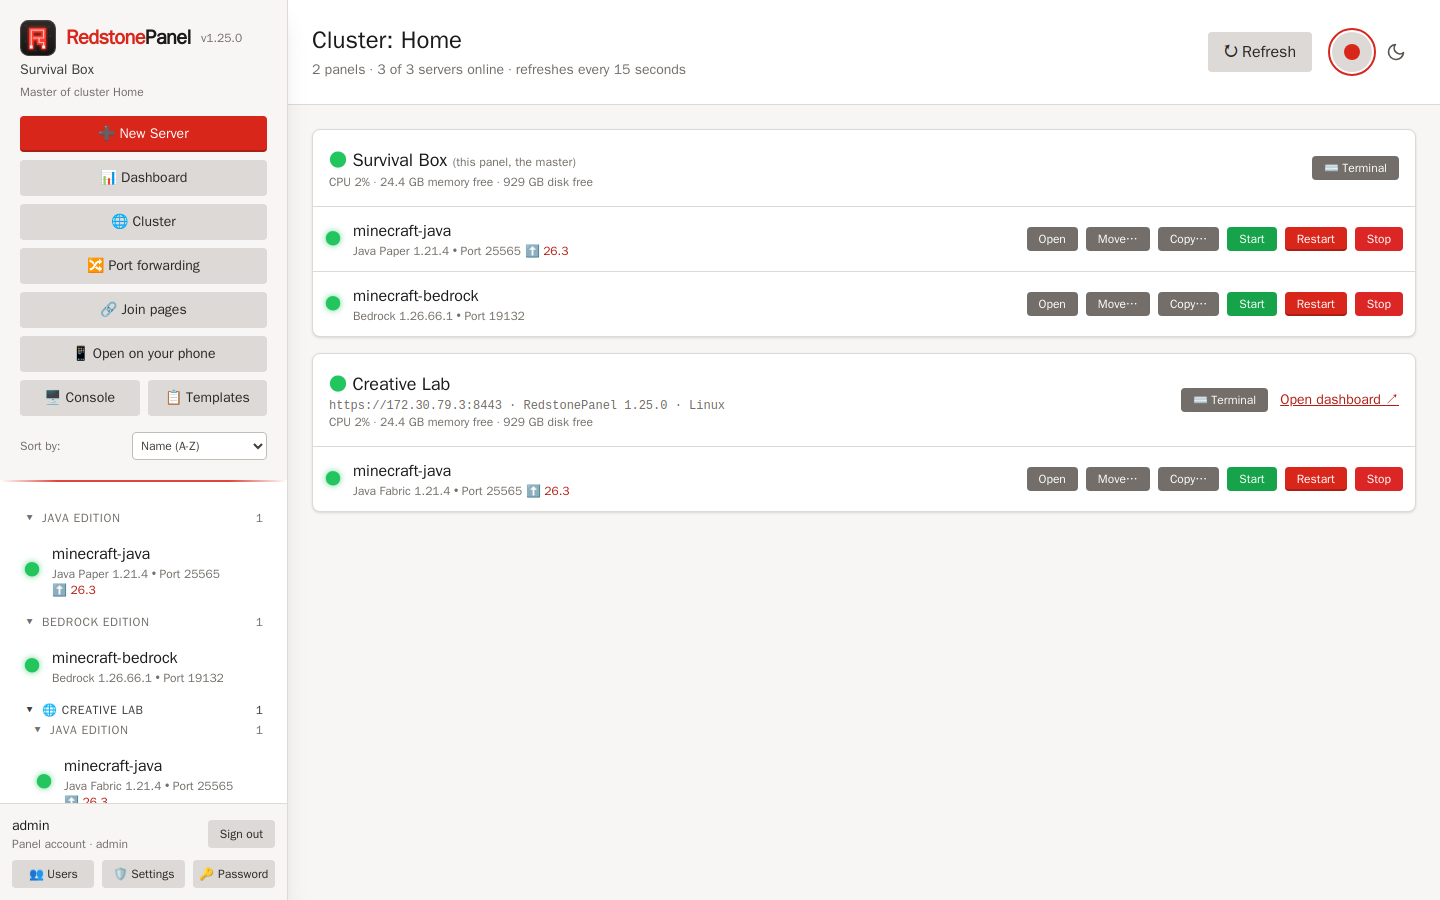 RedstonePanel v1.25.0
Survival Box
Master of cluster Home
➕ New Server
📊 Dashboard
🌐 Cluster
🔀 Port forwarding
🔗 Join pages
📱 Open on your phone
🖥️ Console
📋 Templates
Sort by:
Name (A-Z)
▼ JAVA EDITION 1
minecraft-java
Java Paper 1.21.4 • Port 25565
⬆️ 26.3
▼ BEDROCK EDITION 1
minecraft-bedrock
Bedrock 1.26.66.1 • Port 19132
▼ 🌐 CREATIVE LAB 1
▼ JAVA EDITION 1
minecraft-java
Java Fabric 1.21.4 • Port 25565
⬆️ 26.3
admin
Panel account · admin
Sign out
👥 Users
🛡️ Settings
🔑 Password
Cluster: Home
2 panels · 3 of 3 servers online · refreshes every 15 seconds
↻ Refresh
Survival Box (this panel, the master)
CPU 2% · 24.4 GB memory free · 929 GB disk free
⌨️ Terminal
minecraft-java
Java Paper 1.21.4 • Port 25565 ⬆️ 26.3
Open Move… Copy… Start Restart Stop
minecraft-bedrock
Bedrock 1.26.66.1 • Port 19132
Open Move… Copy… Start Restart Stop
Creative Lab
https://172.30.79.3:8443 · RedstonePanel 1.25.0 · Linux
CPU 2% · 24.4 GB memory free · 929 GB disk free
⌨️ Terminal
Open dashboard ↗
minecraft-java
Java Fabric 1.21.4 • Port 25565 ⬆️ 26.3
Open Move… Copy… Start Restart Stop